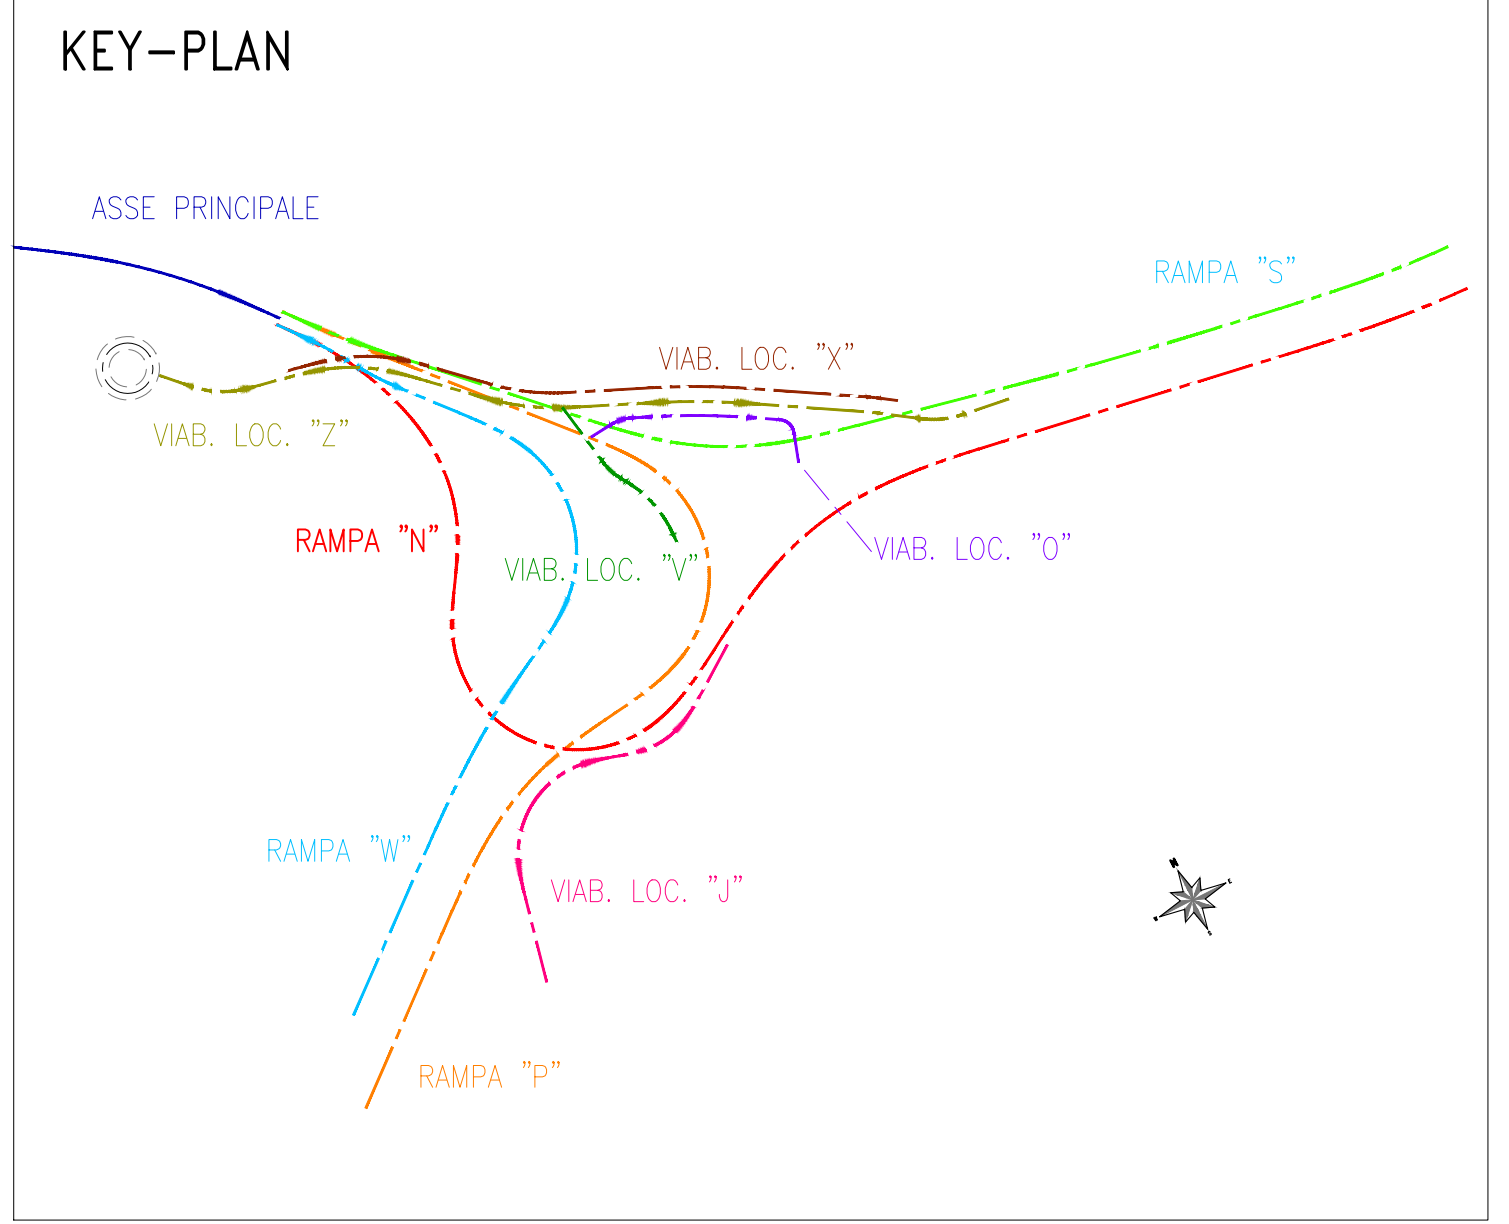 KEY-PLAN
ASSE PRINCIPALE
RAMPA "S"
VIAB. LOC. "X"
VIAB. LOC. "Z"
RAMPA "N"
VIAB. LOC. "O"
VIAB. LOC. "V"
RAMPA "W"
VIAB. LOC. "J"
N
E
S
RAMPA "P"